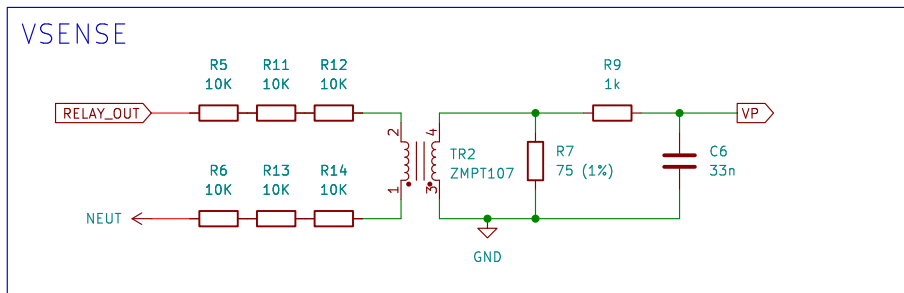 VSENSE
R5 R11 R12 R9
10K 10K 10K 1k
RELAY_OUT VP
2 4
TR2 R7 C6
ZMPT107 75 (1%) 33n
R6 R13 R14
10K 10K 10K
1 3
NEUT
GND